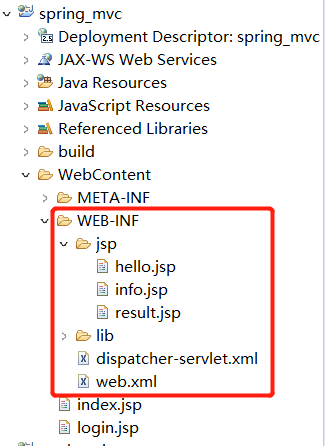 spring_mvc
Deployment Descriptor: spring_mvc
JAX-WS Web Services
Java Resources
JavaScript Resources
Referenced Libraries
build
WebContent
META-INF
WEB-INF
jsp
hello.jsp
info.jsp
result.jsp
lib
dispatcher-servlet.xml
web.xml
index.jsp
login.jsp